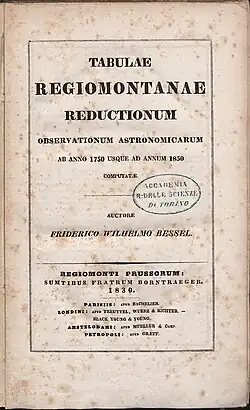 TABULAE
REGIOMONTANAE
REDUCTIONUM
OBSERVATIONUM ASTRONOMICARUM
AB ANNO 1750 USQUE AD ANNUM 1850
COMPUTATÆ.
ACCADEMIA
R. DELLE SCIENZE
DI TORINO
AUCTORE
FRIDERICO WILHELMO BESSEL.
REGIOMONTI PRUSSORUM:
SUMTIBUS FRATRUM BORNTRAEGER.
1830.
PARISIIS: APUD BACHELIER.
LONDINI: APUD TREUTTEL, WUERZ & RICHTER. —
BLACK YOUNG & YOUNG.
AMSTELODAMI: APUD MUELLER & COMP.
PETROPOLI: APUD GRAEFF.